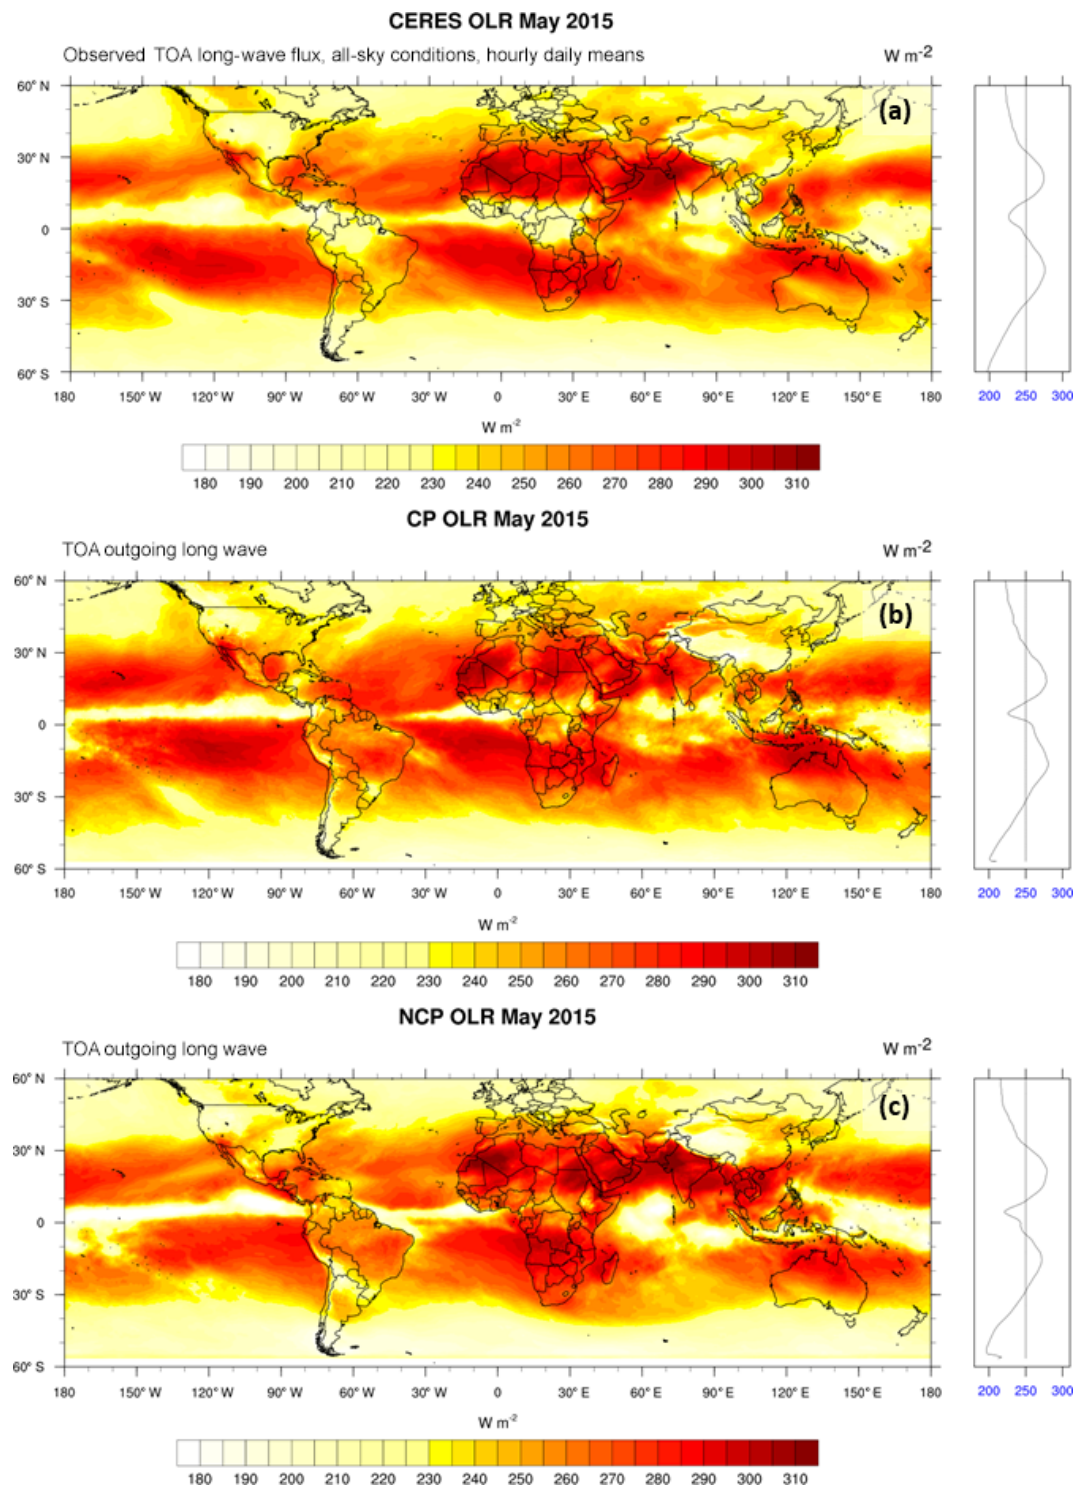 CERES OLR May 2015
Observed TOA long-wave flux, all-sky conditions, hourly daily means W m-2
(a)
60° N
30° N
0
30° S
60° S
180 150° W 120° W 90° W 60° W 30° W 0 30° E 60° E 90° E 120° E 150° E 180
200 250 300
W m-2
180 190 200 210 220 230 240 250 260 270 280 290 300 310
CP OLR May 2015
TOA outgoing long wave W m-2
(b)
60° N
30° N
0
30° S
60° S
180 150° W 120° W 90° W 60° W 30° W 0 30° E 60° E 90° E 120° E 150° E 180
200 250 300
W m-2
180 190 200 210 220 230 240 250 260 270 280 290 300 310
NCP OLR May 2015
TOA outgoing long wave W m-2
(c)
60° N
30° N
0
30° S
60° S
180 150° W 120° W 90° W 60° W 30° W 0 30° E 60° E 90° E 120° E 150° E 180
200 250 300
W m-2
180 190 200 210 220 230 240 250 260 270 280 290 300 310